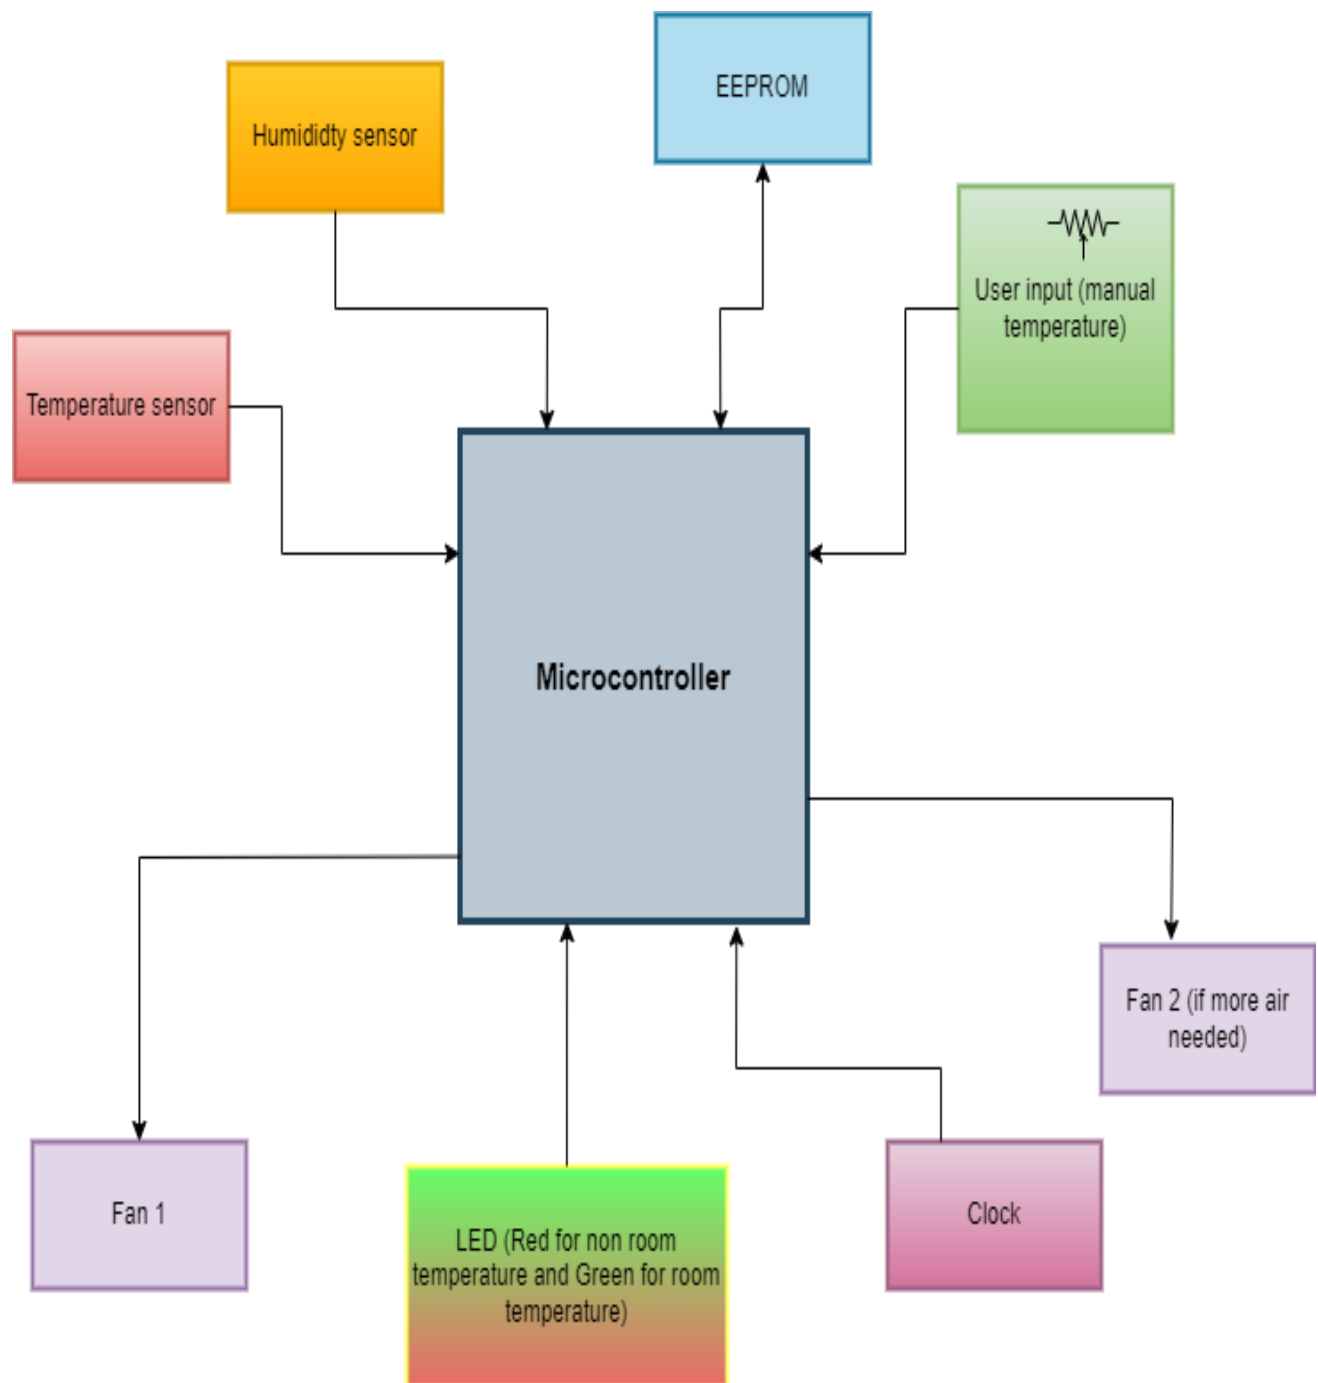 EEPROM
Humididty sensor
User input (manual
temperature)
Temperature sensor
Microcontroller
Fan 2 (if more air
needed)
Fan 1
LED (Red for non room
temperature and Green for room
temperature)
Clock